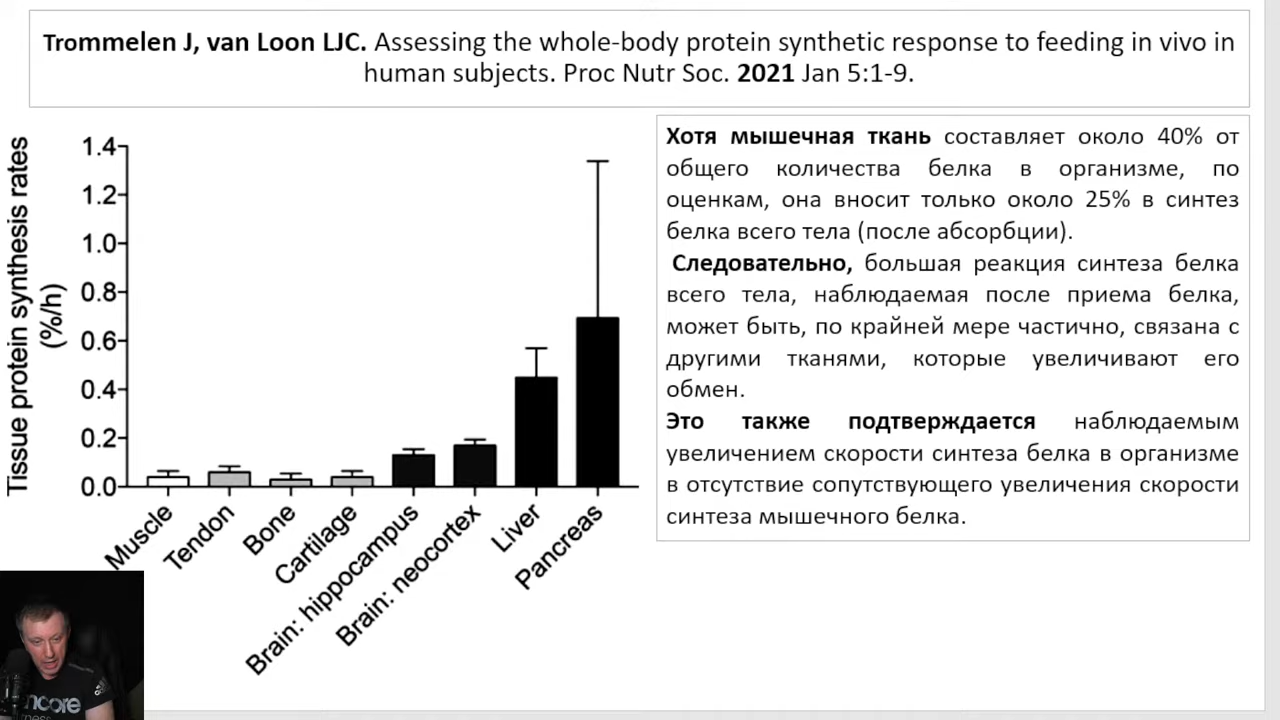 Trommelen J, van Loon LJC. Assessing the whole-body protein synthetic response to feeding in vivo in
human subjects. Proc Nutr Soc. 2021 Jan 5:1-9.
Tissue protein synthesis rates
(%/h)
1.4
1.2
1.0
0.8
0.6
0.4
0.2
0.0
Muscle
Tendon
Bone
Cartilage
Brain: hippocampus
Brain: neocortex
Liver
Pancreas
Хотя мышечная ткань составляет около 40% от
общего количества белка в организме, по
оценкам, она вносит только около 25% в синтез
белка всего тела (после абсорбции).
Следовательно, большая реакция синтеза белка
всего тела, наблюдаемая после приема белка,
может быть, по крайней мере частично, связана с
другими тканями, которые увеличивают его
обмен.
Это также подтверждается наблюдаемым
увеличением скорости синтеза белка в организме
в отсутствие сопутствующего увеличения скорости
синтеза мышечного белка.